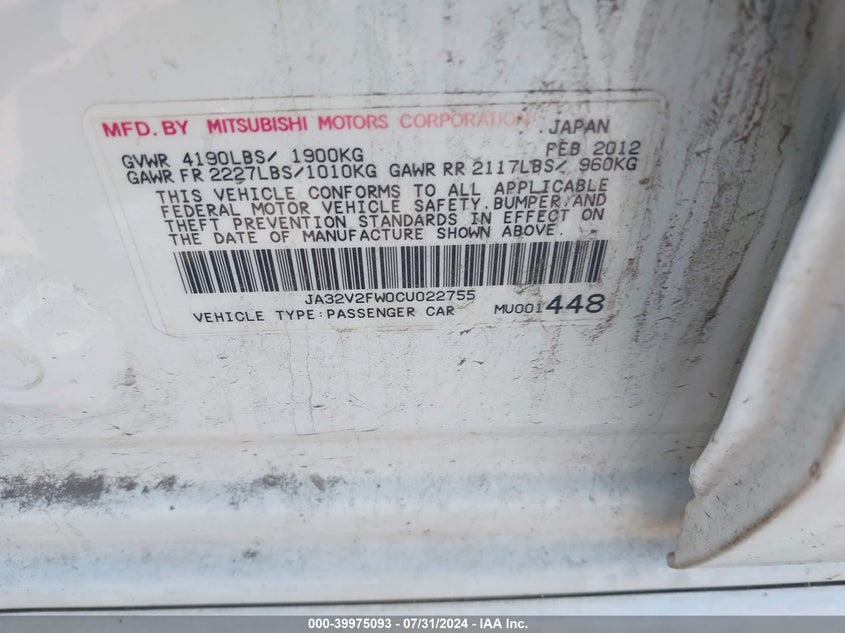 MFD. BY MITSUBISHI MOTORS CORPORATION. JAPAN
GVWR 4190LBS/ 1900KG FEB 2012
GAWR FR 2227LBS/1010KG GAWR RR 2117LBS/ 960KG
THIS VEHICLE CONFORMS TO ALL APPLICABLE
FEDERAL MOTOR VEHICLE SAFETY, BUMPER, AND
THEFT PREVENTION STANDARDS IN EFFECT ON
THE DATE OF MANUFACTURE SHOWN ABOVE.
JA32V2FW0CU022755
VEHICLE TYPE:PASSENGER CAR MU001448
000-39975093 - 07/31/2024 - IAA Inc.